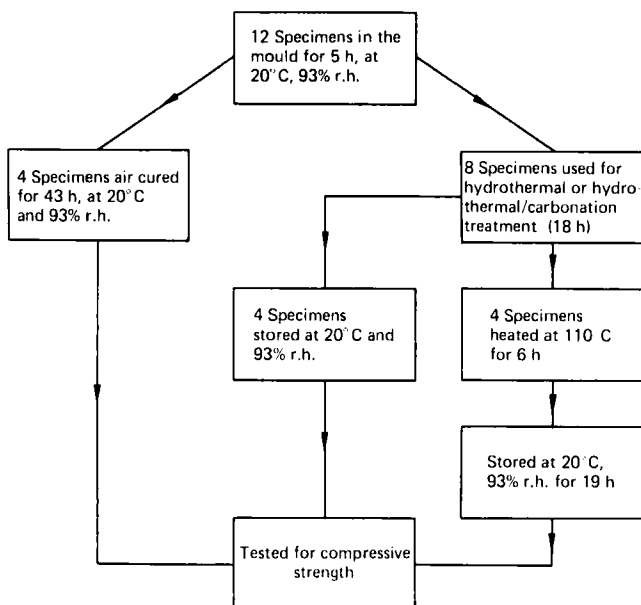 12 Specimens in the
mould for 5 h, at
20°C, 93% r.h.
4 Specimens air cured
for 43 h, at 20°C
and 93% r.h.
8 Specimens used for
hydrothermal or hydro-
thermal/carbonation
treatment (18 h)
4 Specimens
stored at 20°C and
93% r.h.
4 Specimens
heated at 110 C
for 6 h
Stored at 20°C,
93% r.h. for 19 h
Tested for compressive
strength